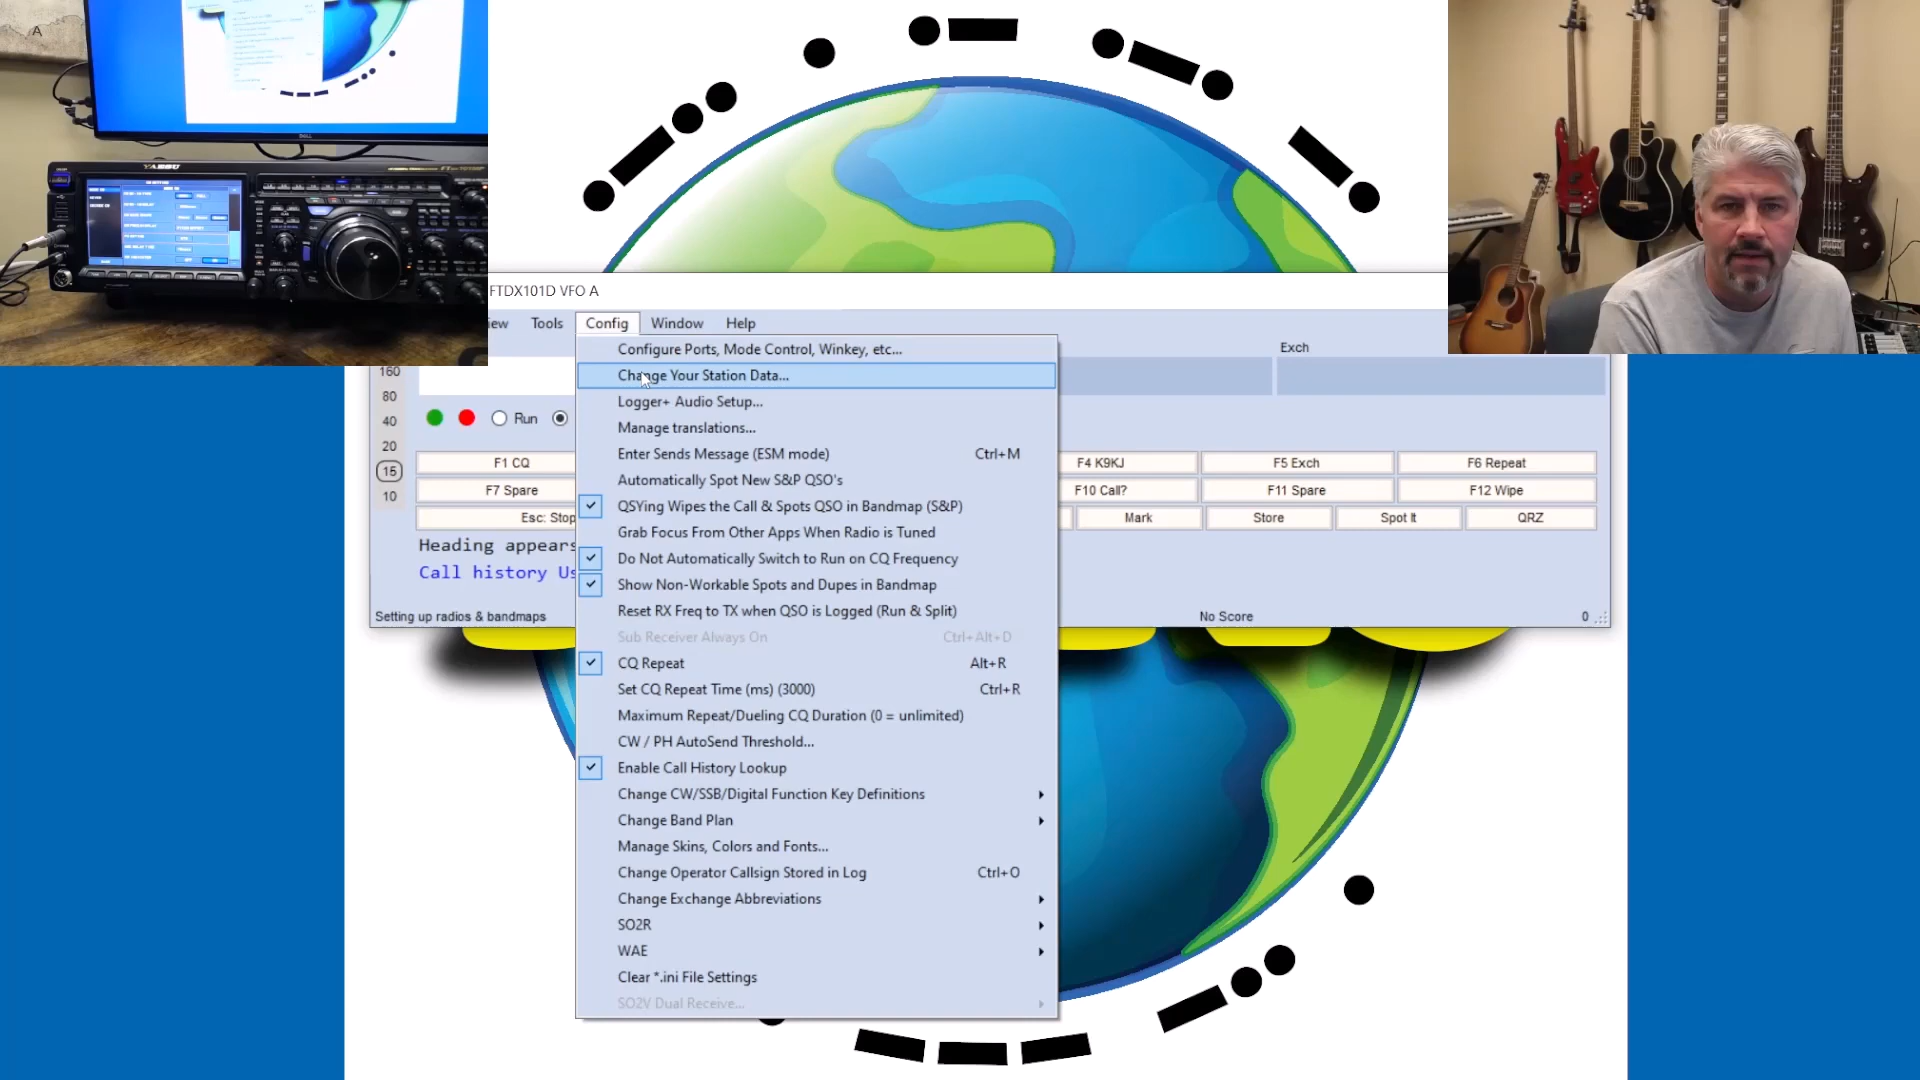 A
DELL
YAESU
FTDX101D VFO A
iew Tools Config Window Help
Configure Ports, Mode Control, Winkey, etc...
Change Your Station Data...
Logger+ Audio Setup...
Manage translations...
Enter Sends Message (ESM mode) Ctrl+M
Automatically Spot New S&P QSO's
QSYing Wipes the Call & Spots QSO in Bandmap (S&P)
Grab Focus From Other Apps When Radio is Tuned
Do Not Automatically Switch to Run on CQ Frequency
Show Non-Workable Spots and Dupes in Bandmap
Reset RX Freq to TX when QSO is Logged (Run & Split)
Sub Receiver Always On Ctrl+Alt+D
CQ Repeat Alt+R
Set CQ Repeat Time (ms) (3000) Ctrl+R
Maximum Repeat/Dueling CQ Duration (0 = unlimited)
CW / PH AutoSend Threshold...
Enable Call History Lookup
Change CW/SSB/Digital Function Key Definitions
Change Band Plan
Manage Skins, Colors and Fonts...
Change Operator Callsign Stored in Log Ctrl+O
Change Exchange Abbreviations
SO2R
WAE
Clear *.ini File Settings
SO2V Dual Receive...
Exch
160
80
40
20
15
10
Run
F1 CQ F4 K9KJ F5 Exch F6 Repeat
F7 Spare F10 Call? F11 Spare F12 Wipe
Esc: Stop Mark Store Spot It QRZ
Heading appears
Call history Us
Setting up radios & bandmaps No Score 0